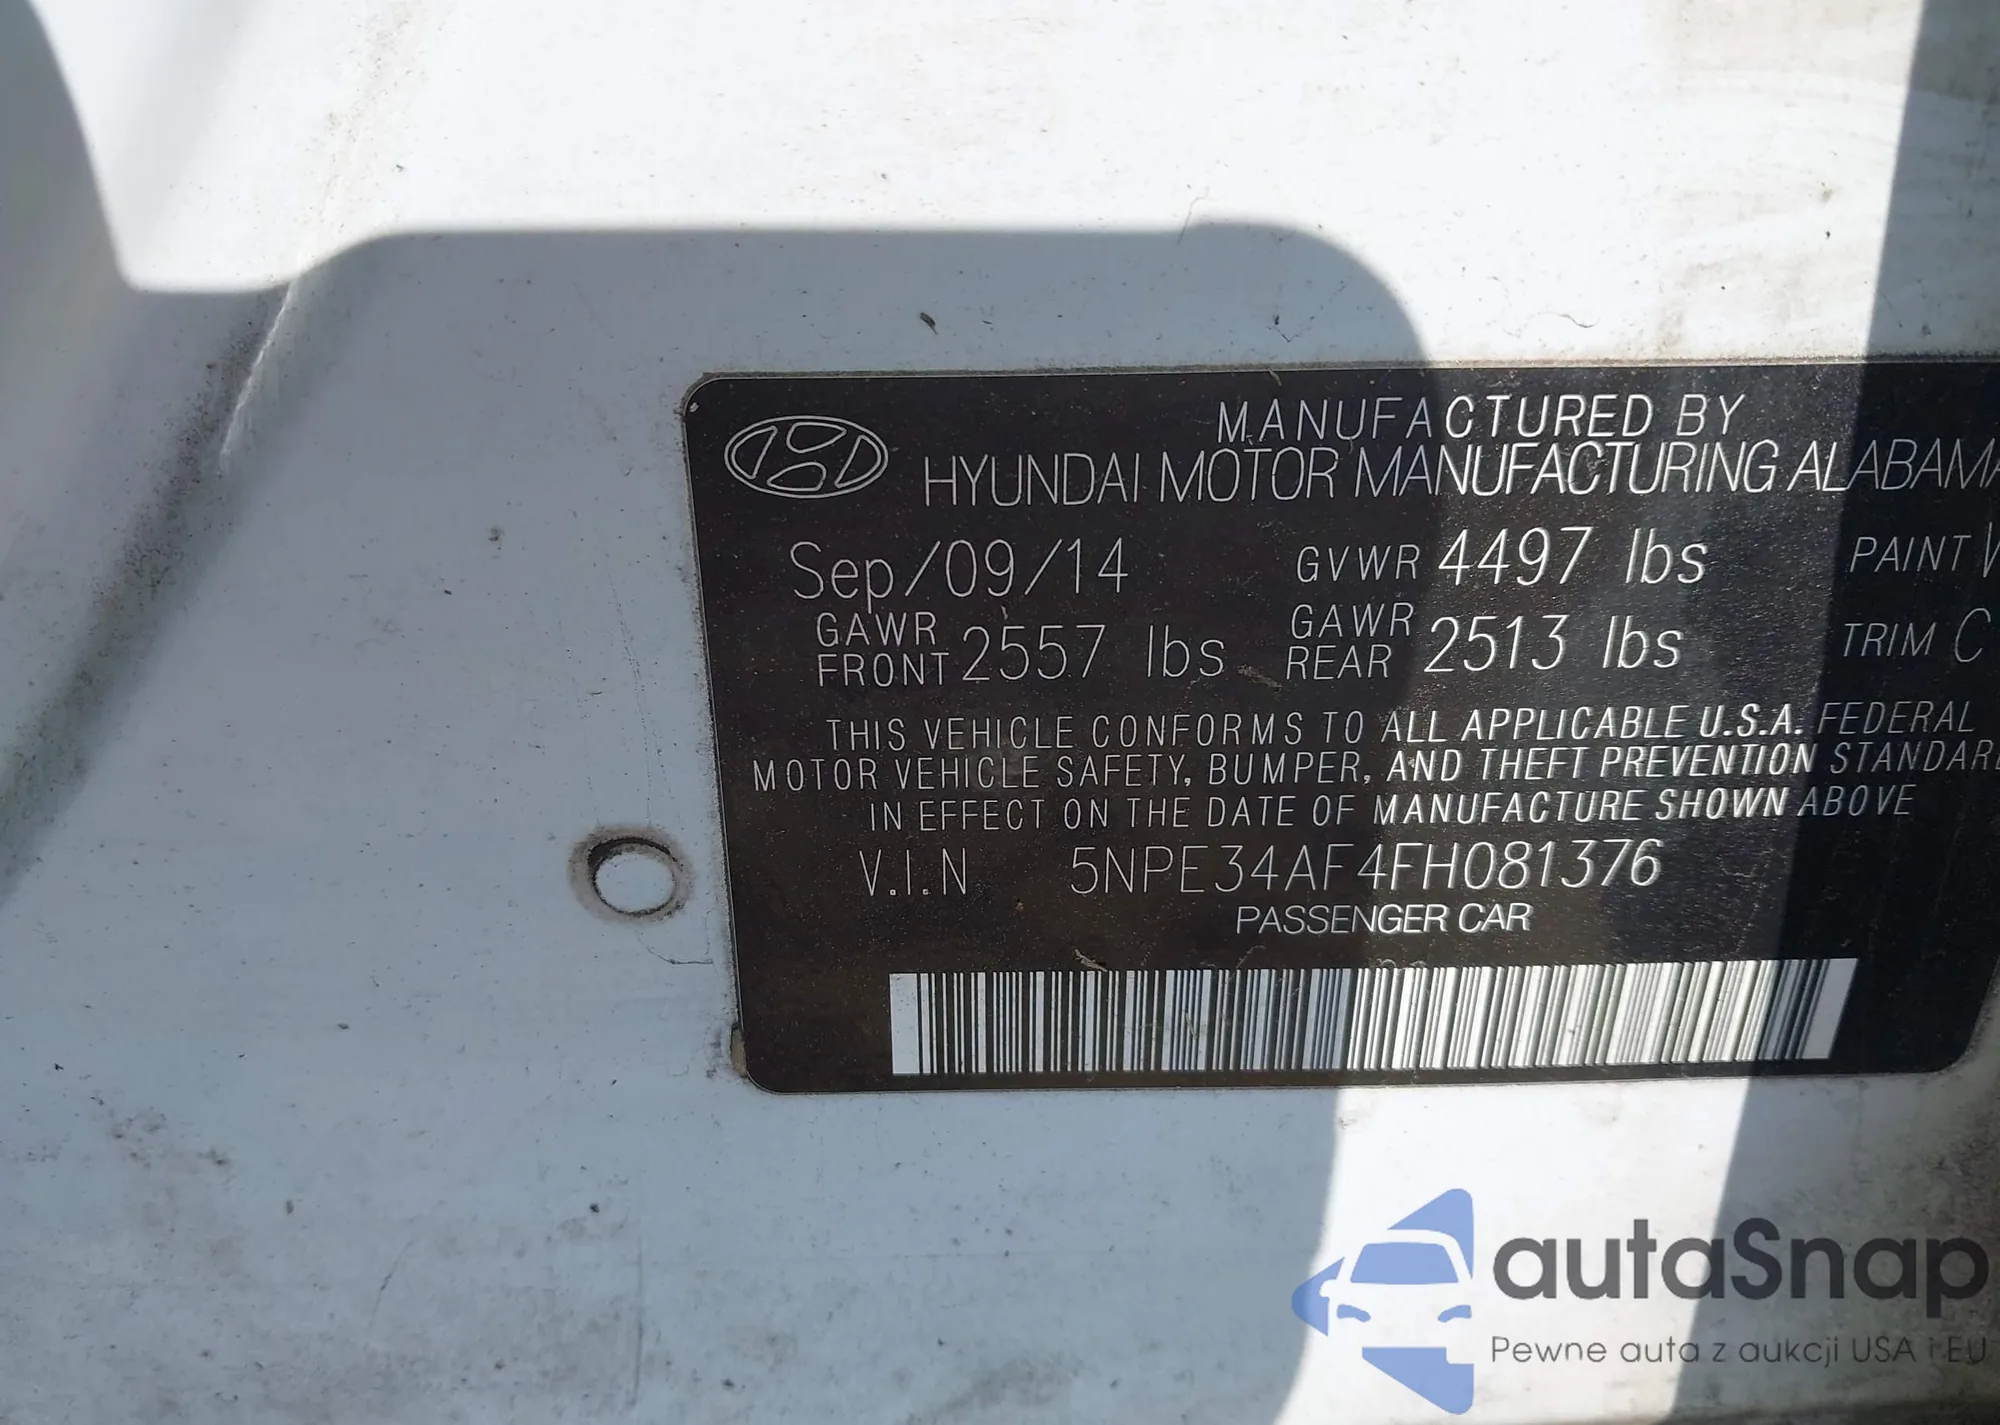 MANUFACTURED BY
HYUNDAI MOTOR MANUFACTURING ALABAMA
Sep/09/14 GVWR 4497 lbs PAINT
GAWR FRONT 2557 lbs GAWR REAR 2513 lbs TRIM C
THIS VEHICLE CONFORMS TO ALL APPLICABLE U.S.A. FEDERAL
MOTOR VEHICLE SAFETY, BUMPER, AND THEFT PREVENTION STANDARD
IN EFFECT ON THE DATE OF MANUFACTURE SHOWN ABOVE
V.I.N 5NPE34AF4FH081376
PASSENGER CAR
autaSnap
Pewne auta z aukcji USA i EU